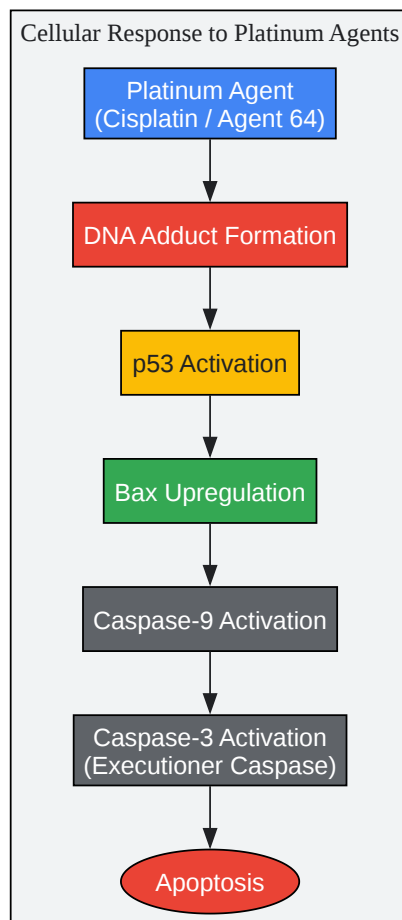 Cellular Response to Platinum Agents
Platinum Agent
(Cisplatin / Agent 64)
DNA Adduct Formation
p53 Activation
Bax Upregulation
Caspase-9 Activation
Caspase-3 Activation
(Executioner Caspase)
Apoptosis